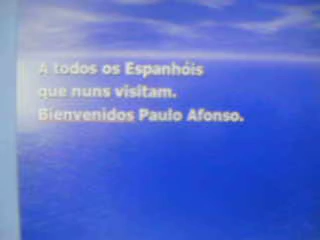 A todos os Espanhóis
que nuns visitam.
Bienvenidos Paulo Afonso.